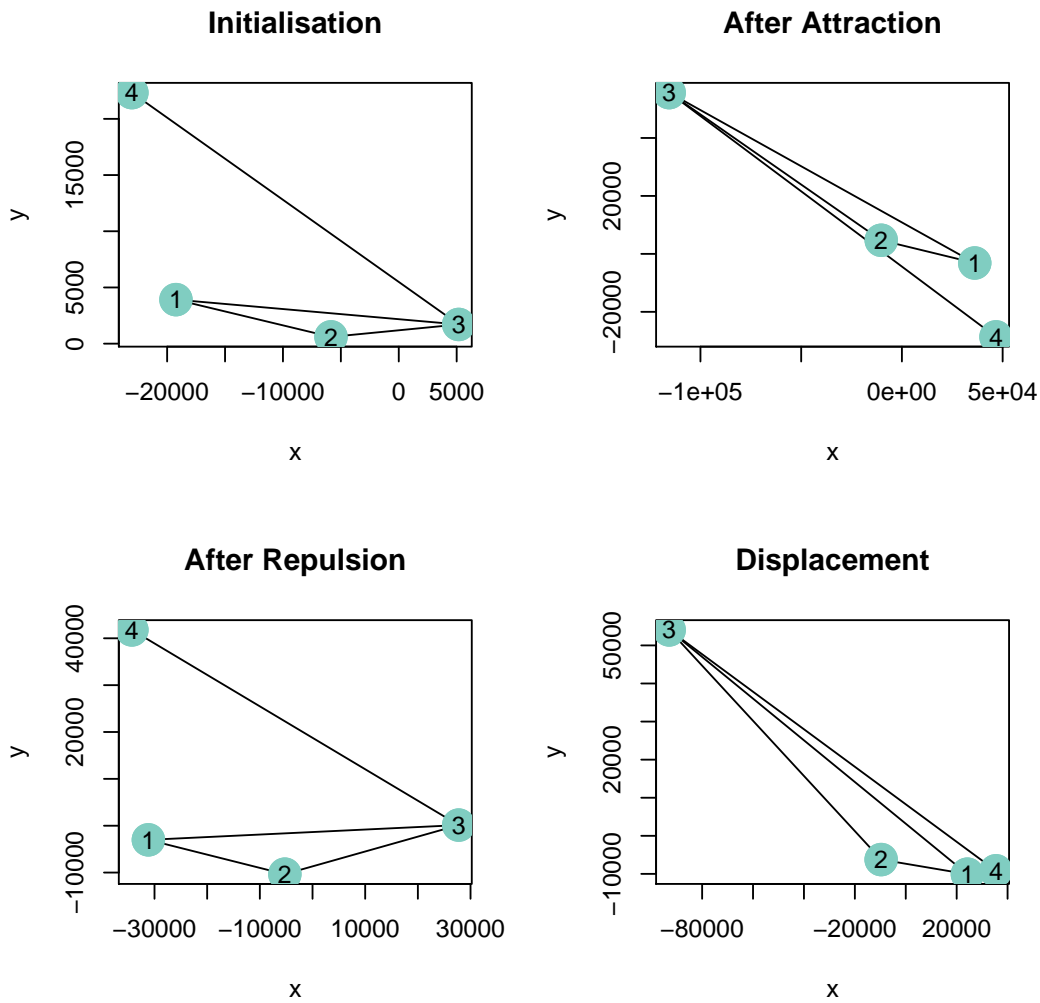 Initialisation
4
1
2
3
y
0
5000
15000
−20000
−10000
0
5000
x
After Attraction
3
2
1
4
y
−20000
20000
−1e+05
0e+00
5e+04
x
After Repulsion
4
1
2
3
y
−10000
20000
40000
−30000
−10000
10000
30000
x
Displacement
3
2
1
4
y
−10000
20000
50000
−80000
−20000
20000
x